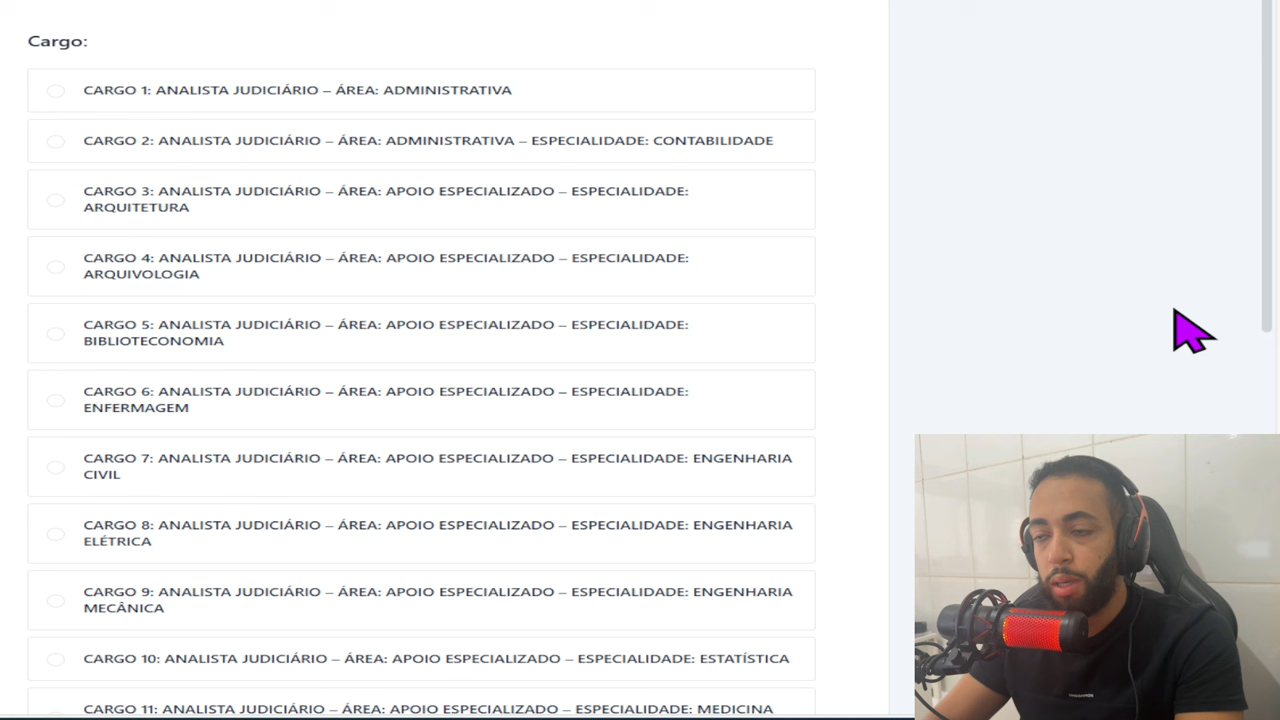 Cargo:
CARGO 1: ANALISTA JUDICIÁRIO – ÁREA: ADMINISTRATIVA
CARGO 2: ANALISTA JUDICIÁRIO – ÁREA: ADMINISTRATIVA – ESPECIALIDADE: CONTABILIDADE
CARGO 3: ANALISTA JUDICIÁRIO – ÁREA: APOIO ESPECIALIZADO – ESPECIALIDADE:
ARQUITETURA
CARGO 4: ANALISTA JUDICIÁRIO – ÁREA: APOIO ESPECIALIZADO – ESPECIALIDADE:
ARQUIVOLOGIA
CARGO 5: ANALISTA JUDICIÁRIO – ÁREA: APOIO ESPECIALIZADO – ESPECIALIDADE:
BIBLIOTECONOMIA
CARGO 6: ANALISTA JUDICIÁRIO – ÁREA: APOIO ESPECIALIZADO – ESPECIALIDADE:
ENFERMAGEM
CARGO 7: ANALISTA JUDICIÁRIO – ÁREA: APOIO ESPECIALIZADO – ESPECIALIDADE: ENGENHARIA
CIVIL
CARGO 8: ANALISTA JUDICIÁRIO – ÁREA: APOIO ESPECIALIZADO – ESPECIALIDADE: ENGENHARIA
ELÉTRICA
CARGO 9: ANALISTA JUDICIÁRIO – ÁREA: APOIO ESPECIALIZADO – ESPECIALIDADE: ENGENHARIA
MECÂNICA
CARGO 10: ANALISTA JUDICIÁRIO – ÁREA: APOIO ESPECIALIZADO – ESPECIALIDADE: ESTATÍSTICA
CARGO 11: ANALISTA JUDICIÁRIO – ÁREA: APOIO ESPECIALIZADO – ESPECIALIDADE: MEDICINA